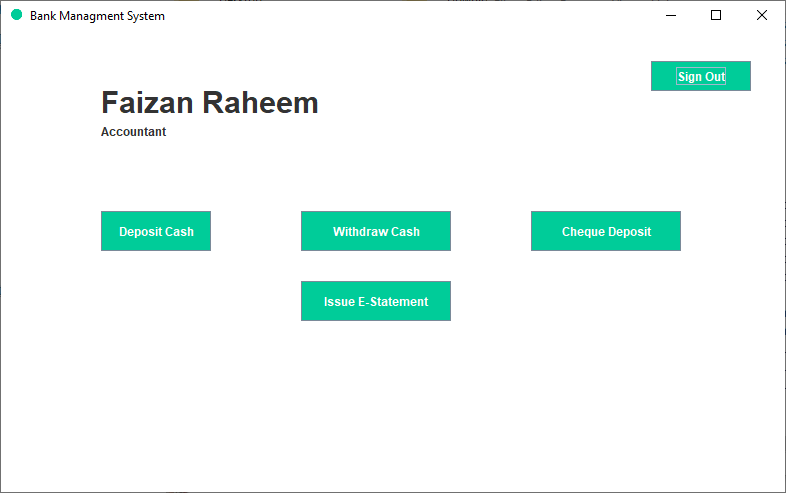 Bank Managment System
Sign Out
Faizan Raheem
Accountant
Deposit Cash
Withdraw Cash
Cheque Deposit
Issue E-Statement